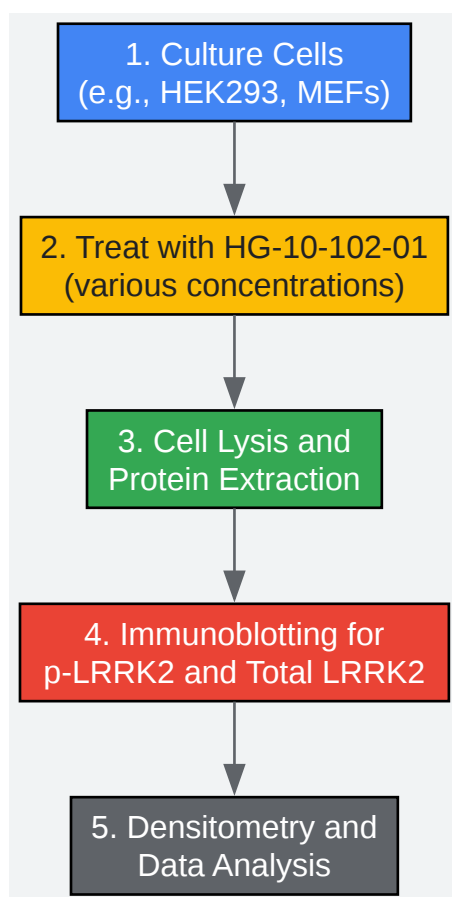 1. Culture Cells
(e.g., HEK293, MEFs)
2. Treat with HG-10-102-01
(various concentrations)
3. Cell Lysis and
Protein Extraction
4. Immunoblotting for
p-LRRK2 and Total LRRK2
5. Densitometry and
Data Analysis